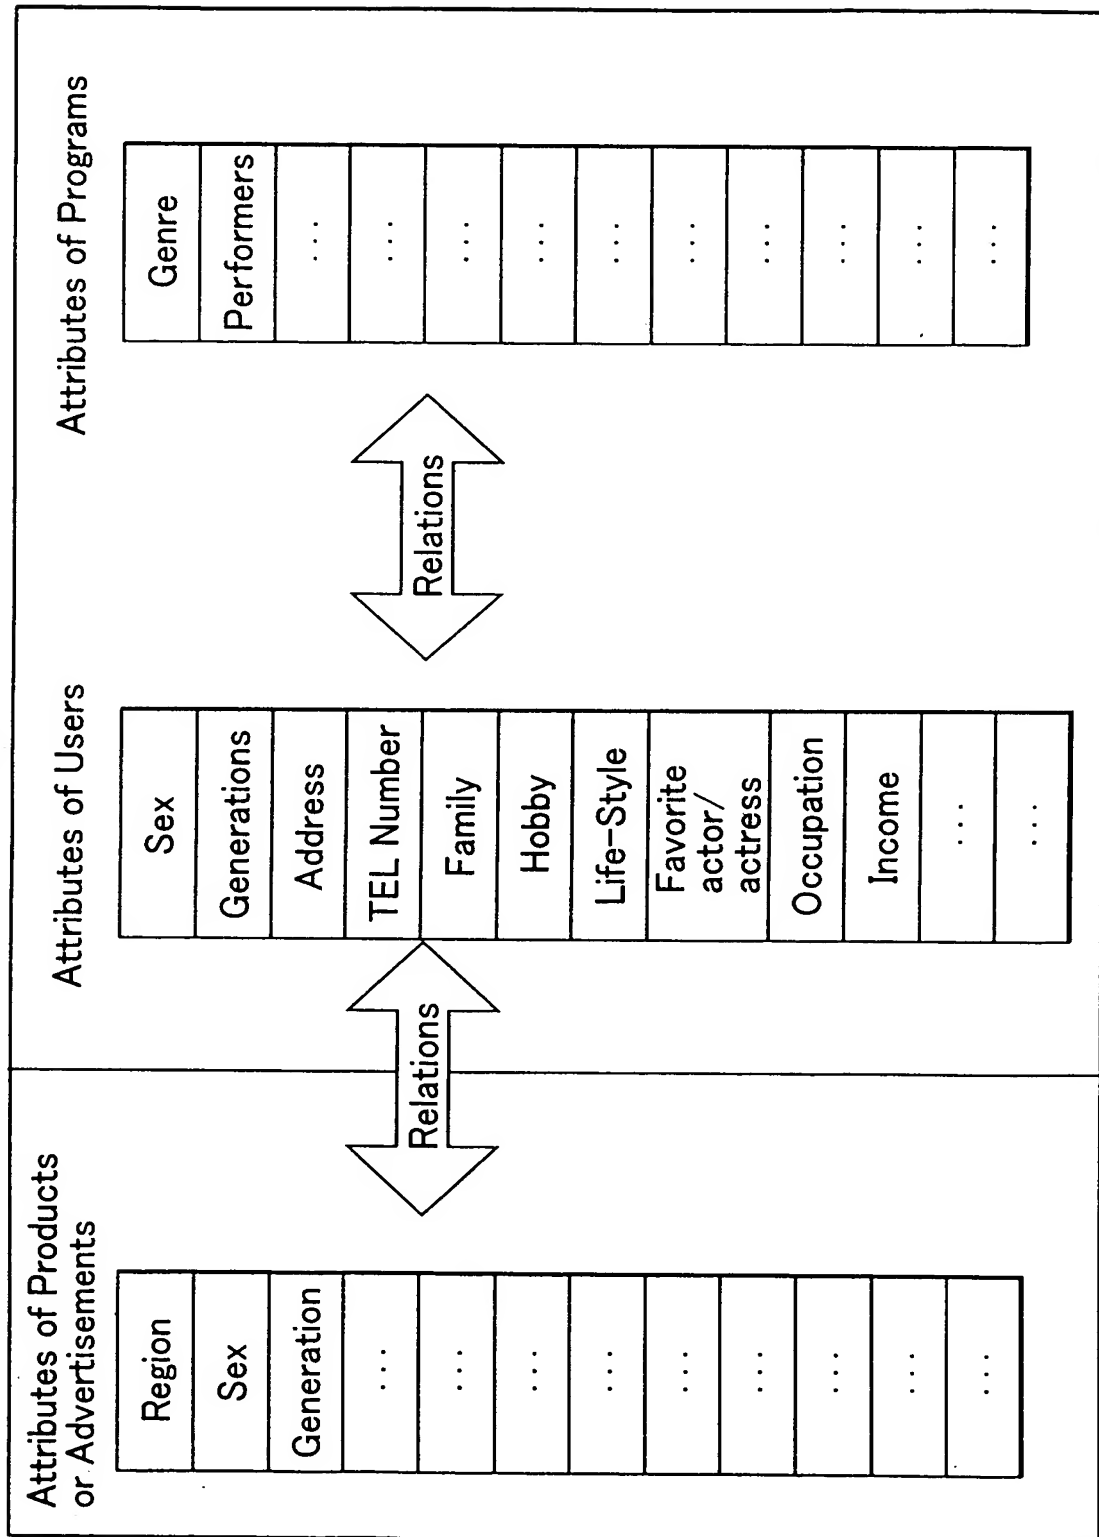 Attributes of Products
or Advertisements
Region
Sex
Generation
...
...
...
...
...
...
...
...
...
Relations
Attributes of Users
Sex
Generations
Address
TEL Number
Family
Hobby
Life-Style
Favorite
actor/
actress
Occupation
Income
...
...
Relations
Attributes of Programs
Genre
Performers
...
...
...
...
...
...
...
...
...
...